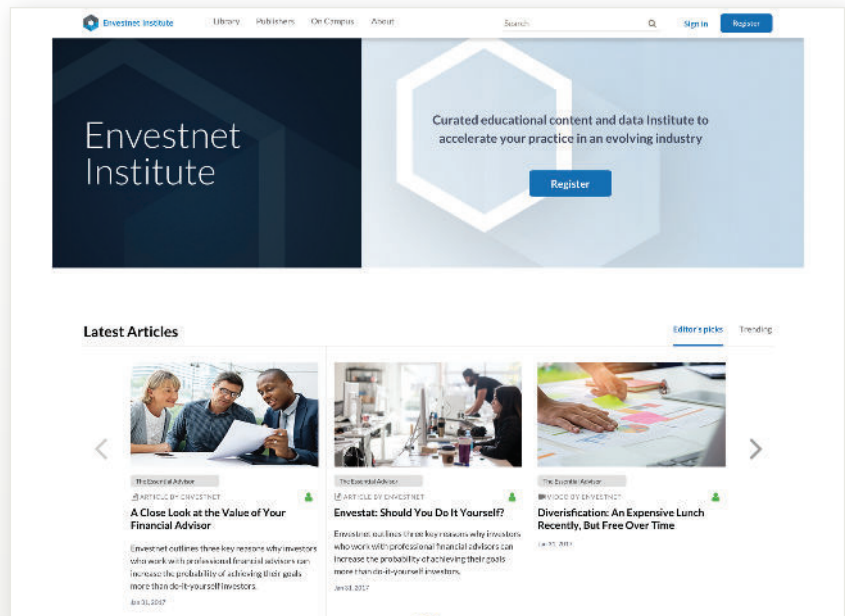 Envestnet Institute
Library Publishers On Campus About
Search
Sign in
Register
Envestnet
Institute
Curated educational content and data Institute to
accelerate your practice in an evolving industry
Register
Latest Articles
Editor's picks Trending
The Essential Advisor
ARTICLE BY ENVESTNET
A Close Look at the Value of Your
Financial Advisor
Envestnet outlines three key reasons why investors
who work with professional financial advisors can
increase the probability of achieving their goals
more than do-it-yourself investors.
Jan 31, 2017
The Essential Advisor
ARTICLE BY ENVESTNET
Envestat: Should You Do It Yourself?
Envestnet outlines three key reasons why investors
who work with professional financial advisors can
increase the probability of achieving their goals
more than do-it-yourself investors.
Jan 31, 2017
The Essential Advisor
VIDEO BY ENVESTNET
Diverisfication: An Expensive Lunch
Recently, But Free Over Time
Jan 31, 2017